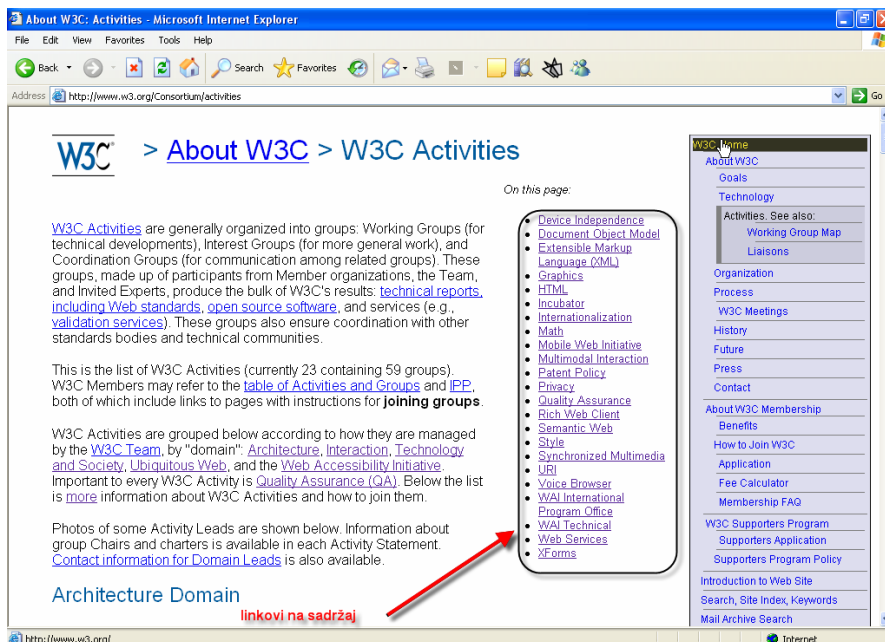 About W3C: Activities - Microsoft Internet Explorer
File Edit View Favorites Tools Help
Back Search Favorites
Address http://www.w3.org/Consortium/activities Go
W3C > About W3C > W3C Activities
On this page:
W3C Activities are generally organized into groups: Working Groups (for
technical developments), Interest Groups (for more general work), and
Coordination Groups (for communication among related groups). These
groups, made up of participants from Member organizations, the Team,
and Invited Experts, produce the bulk of W3C's results: technical reports,
including Web standards, open source software, and services (e.g.,
validation services). These groups also ensure coordination with other
standards bodies and technical communities.
This is the list of W3C Activities (currently 23 containing 59 groups).
W3C Members may refer to the table of Activities and Groups and IPP,
both of which include links to pages with instructions for joining groups.
W3C Activities are grouped below according to how they are managed
by the W3C Team, by "domain": Architecture, Interaction, Technology
and Society, Ubiquitous Web, and the Web Accessibility Initiative.
Important to every W3C Activity is Quality Assurance (QA). Below the list
is more information about W3C Activities and how to join them.
Photos of some Activity Leads are shown below. Information about
group Chairs and charters is available in each Activity Statement.
Contact information for Domain Leads is also available.
Architecture Domain
linkovi na sadržaj
Device Independence
Document Object Model
Extensible Markup
Language (XML)
Graphics
HTML
Incubator
Internationalization
Math
Mobile Web Initiative
Multimodal Interaction
Patent Policy
Privacy
Quality Assurance
Rich Web Client
Semantic Web
Style
Synchronized Multimedia
URI
Voice Browser
WAI International
Program Office
WAI Technical
Web Services
XForms
W3C Home
About W3C
Goals
Technology
Activities. See also:
Working Group Map
Liaisons
Organization
Process
W3C Meetings
History
Future
Press
Contact
About W3C Membership
Benefits
How to Join W3C
Application
Fee Calculator
Membership FAQ
W3C Supporters Program
Supporters Application
Supporters Program Policy
Introduction to Web Site
Search, Site Index, Keywords
Mail Archive Search
http://www.w3.org/ Internet